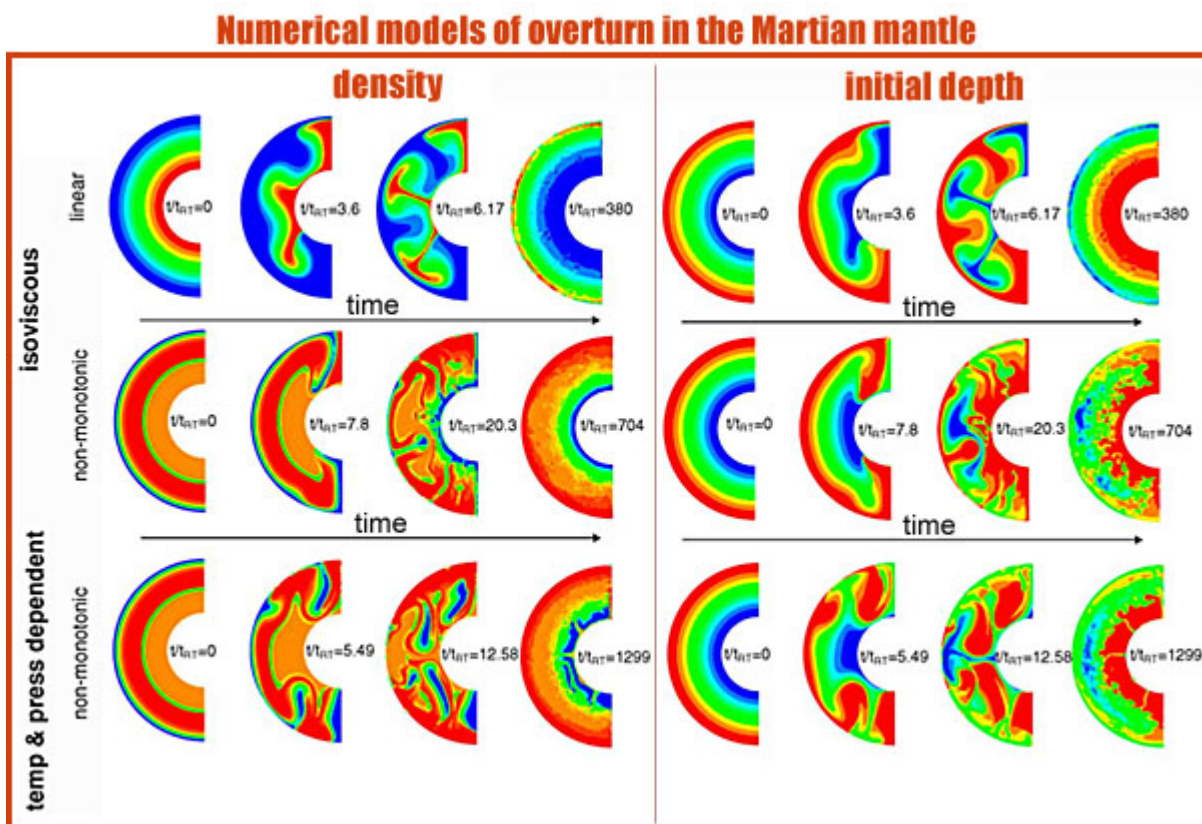 Numerical models of overturn in the Martian mantle
density
initial depth
isoviscous
linear
t/tRT=0
t/tRT=3.6
t/tRT=6.17
t/tRT=380
t/tRT=0
t/tRT=3.6
t/tRT=6.17
t/tRT=380
time
time
non-monotonic
t/tRT=0
t/tRT=7.8
t/tRT=20.3
t/tRT=704
t/tRT=0
t/tRT=7.8
t/tRT=20.3
t/tRT=704
time
time
temp & press dependent
non-monotonic
t/tRT=0
t/tRT=5.49
t/tRT=12.58
t/tRT=1299
t/tRT=0
t/tRT=5.49
t/tRT=12.58
t/tRT=1299